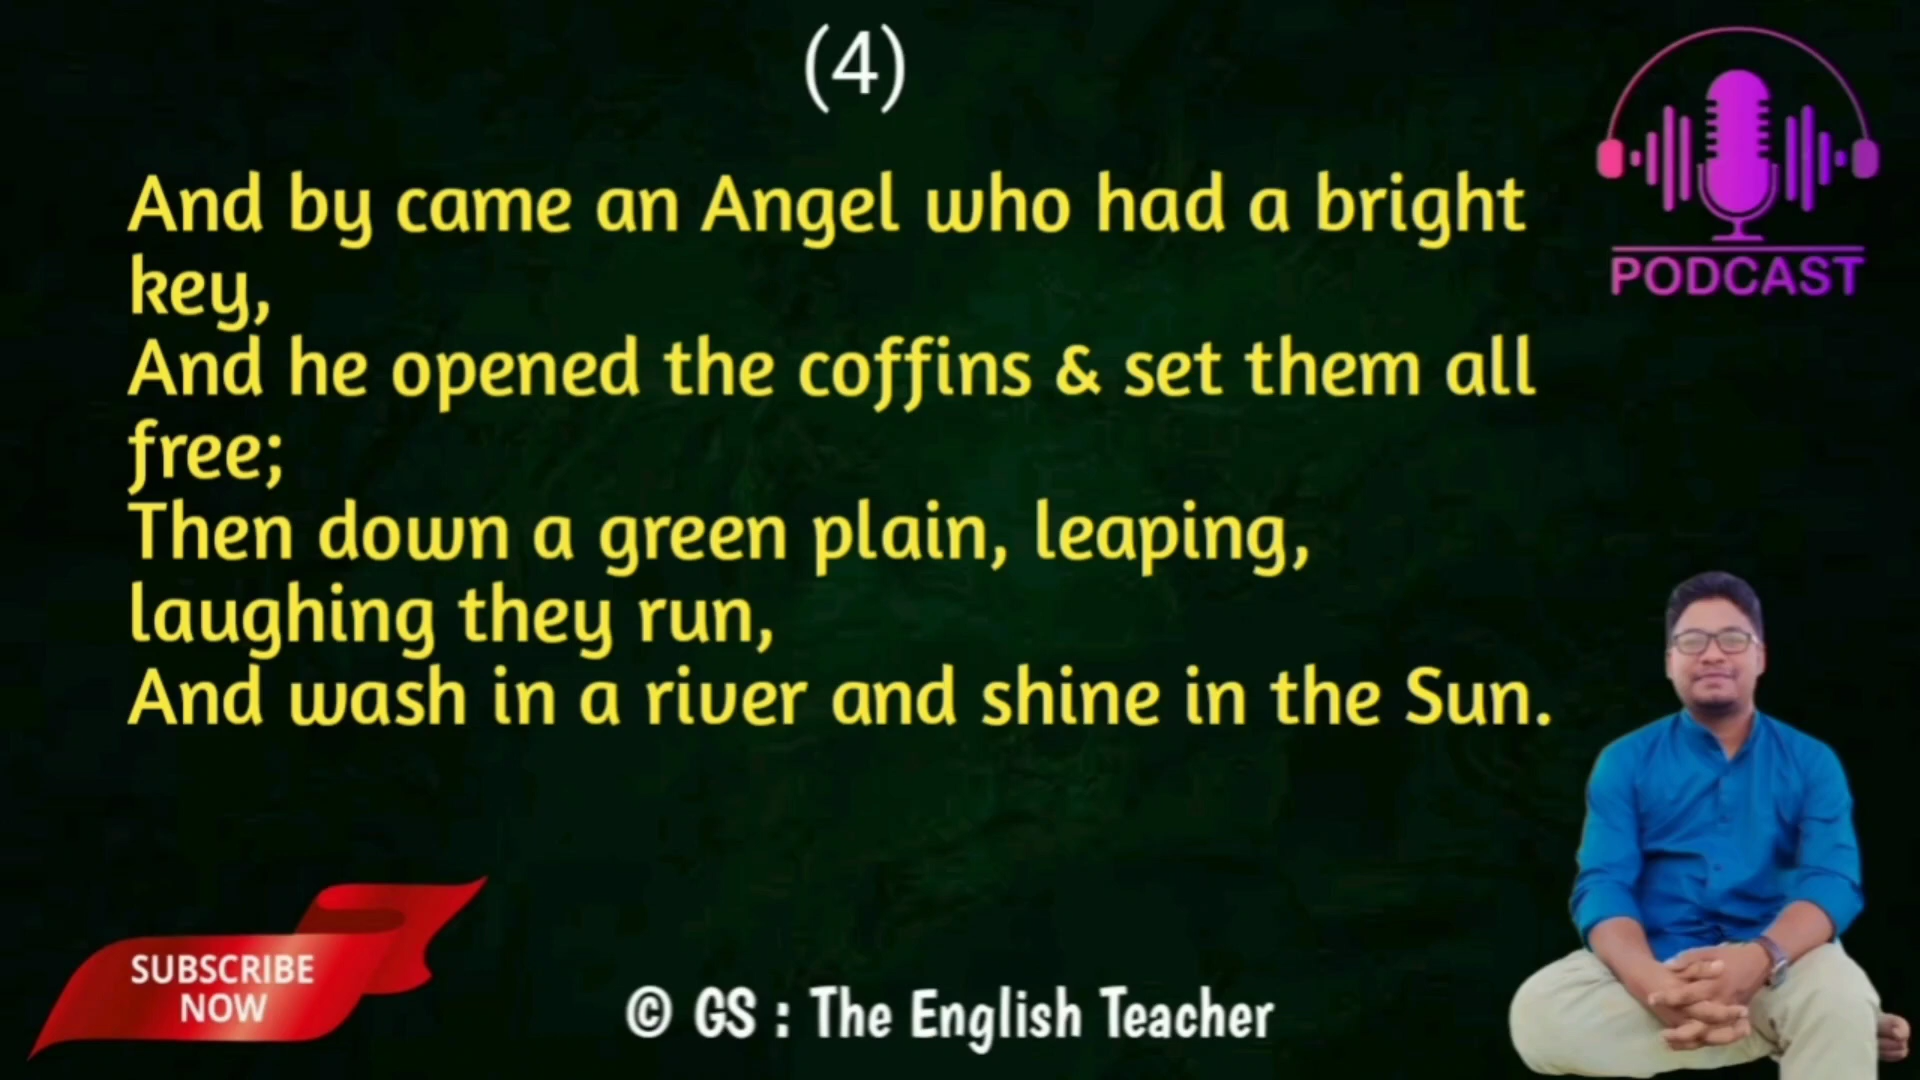 (4)
And by came an Angel who had a bright
key,
And he opened the coffins & set them all
free;
Then down a green plain, leaping,
laughing they run,
And wash in a river and shine in the Sun.
PODCAST
SUBSCRIBE
NOW
© GS : The English Teacher